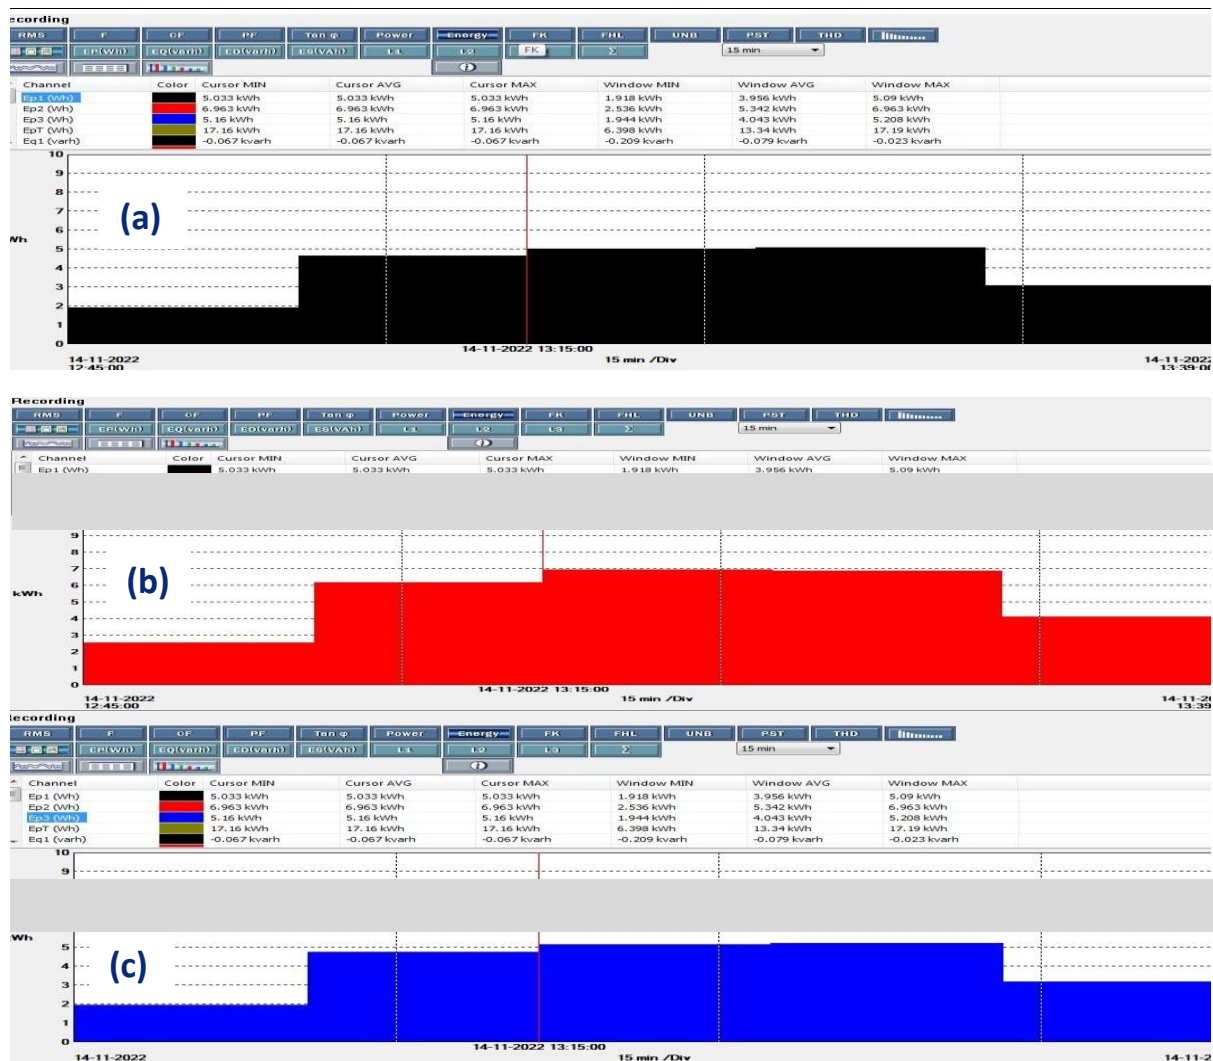 ecording
RMS F CF PF Tan φ Power Energy FK FHL UNB PST THD
EP(Wh) EQ(varh) ED(varh) ES(VAh) L1 L2 FK Σ 15 min
Channel Color Cursor MIN Cursor AVG Cursor MAX Window MIN Window AVG Window MAX
Ep1 (Wh) 5.033 kWh 5.033 kWh 5.033 kWh 1.918 kWh 3.956 kWh 5.09 kWh
Ep2 (Wh) 6.963 kWh 6.963 kWh 6.963 kWh 2.536 kWh 5.342 kWh 6.963 kWh
Ep3 (Wh) 5.16 kWh 5.16 kWh 5.16 kWh 1.944 kWh 4.043 kWh 5.208 kWh
EpT (Wh) 17.16 kWh 17.16 kWh 17.16 kWh 6.398 kWh 13.34 kWh 17.19 kWh
Eq1 (varh) -0.067 kvarh -0.067 kvarh -0.067 kvarh -0.209 kvarh -0.079 kvarh -0.023 kvarh
10
9
8
7
(a)
6
Wh
5
4
3
2
1
0
14-11-2022 13:15:00
14-11-2022 15 min /Div 14-11-2022
12:45:00 13:39:00
Recording
RMS F CF PF Tan φ Power Energy FK FHL UNB PST THD
EP(Wh) EQ(varh) ED(varh) ES(VAh) L1 L2 L3 Σ 15 min
Channel Color Cursor MIN Cursor AVG Cursor MAX Window MIN Window AVG Window MAX
Ep1 (Wh) 5.033 kWh 5.033 kWh 5.033 kWh 1.918 kWh 3.956 kWh 5.09 kWh
9
8
7
(b)
6
kWh
5
4
3
2
1
0
14-11-2022 13:15:00
14-11-2022 15 min /Div 14-11-20
12:45:00 13:39
Recording
RMS F CF PF Tan φ Power Energy FK FHL UNB PST THD
EP(Wh) EQ(varh) ED(varh) ES(VAh) L1 L2 L3 Σ 15 min
Channel Color Cursor MIN Cursor AVG Cursor MAX Window MIN Window AVG Window MAX
Ep1 (Wh) 5.033 kWh 5.033 kWh 5.033 kWh 1.918 kWh 3.956 kWh 5.09 kWh
Ep2 (Wh) 6.963 kWh 6.963 kWh 6.963 kWh 2.536 kWh 5.342 kWh 6.963 kWh
Ep3 (Wh) 5.16 kWh 5.16 kWh 5.16 kWh 1.944 kWh 4.043 kWh 5.208 kWh
EpT (Wh) 17.16 kWh 17.16 kWh 17.16 kWh 6.398 kWh 13.34 kWh 17.19 kWh
Eq1 (varh) -0.067 kvarh -0.067 kvarh -0.067 kvarh -0.209 kvarh -0.079 kvarh -0.023 kvarh
10
9
Wh
5
(c)
4
3
2
1
0
14-11-2022 13:15:00
14-11-2022 15 min /Div 14-11-2